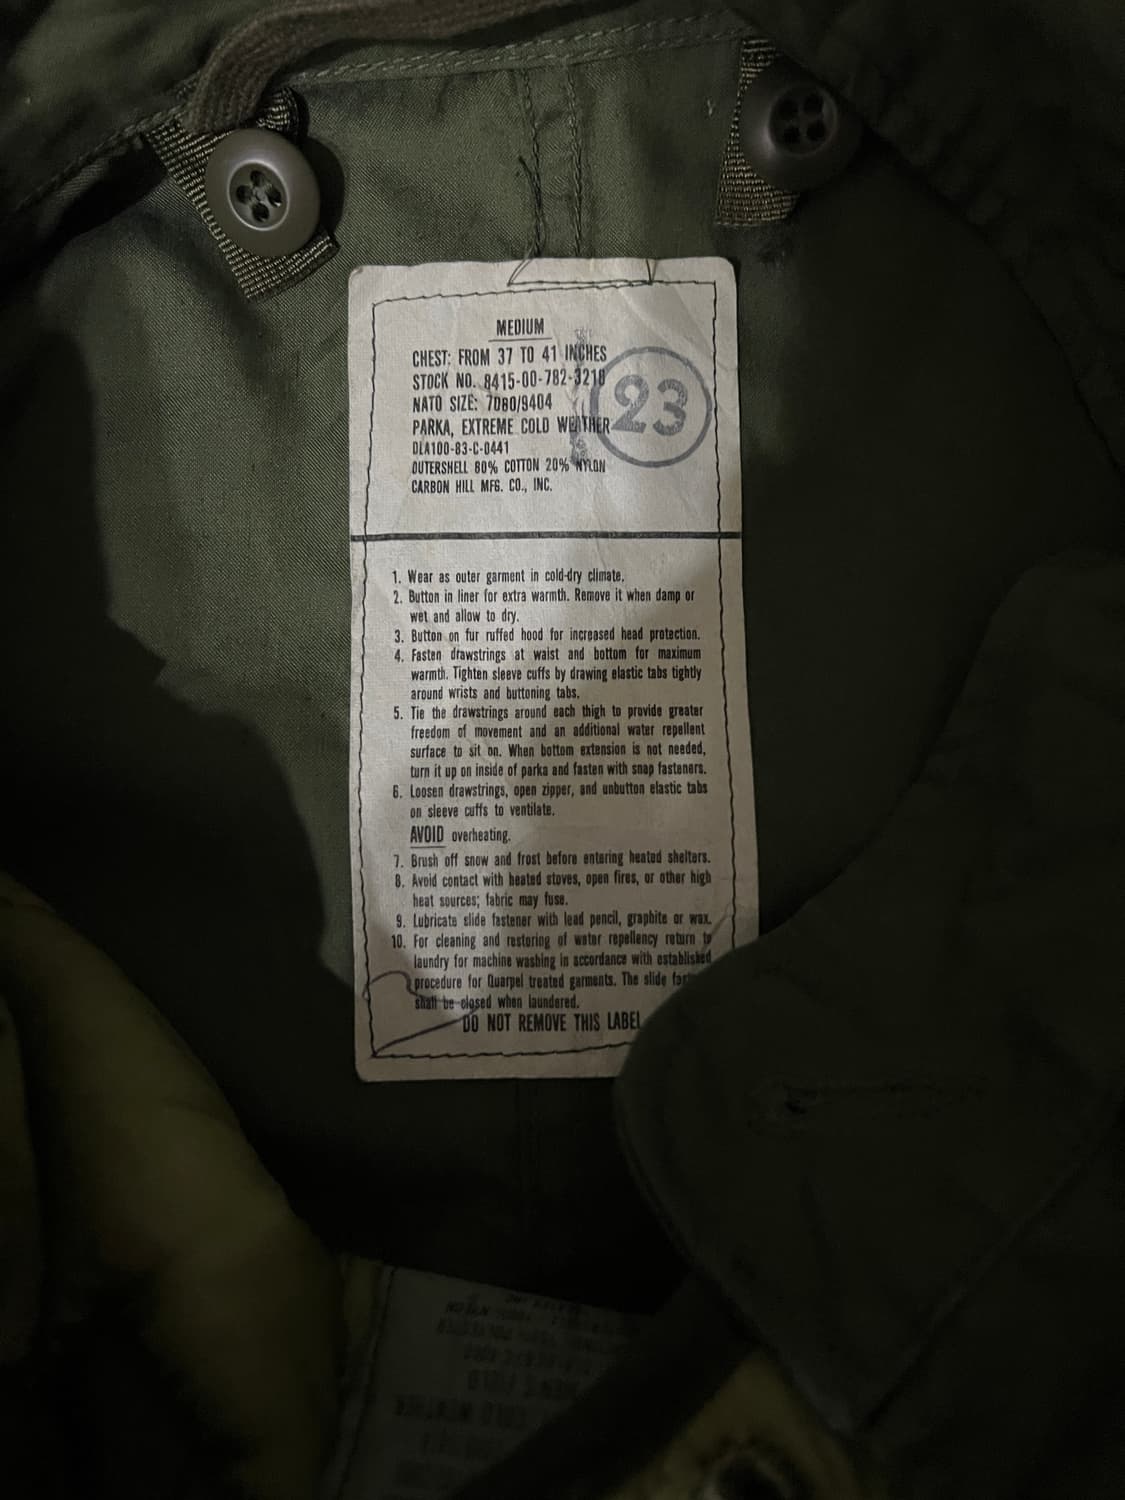 MEDIUM
CHEST: FROM 37 TO 41 INCHES
STOCK NO. 8415-00-782-3218
NATO SIZE: 7080/9404
PARKA, EXTREME COLD WEATHER
DLA100-83-C-0441
OUTERSHELL 80% COTTON 20% NYLON
CARBON HILL MFG. CO., INC.
23
1. Wear as outer garment in cold-dry climate.
2. Button in liner for extra warmth. Remove it when damp or
wet and allow to dry.
3. Button on fur ruffed hood for increased head protection.
4. Fasten drawstrings at waist and bottom for maximum
warmth. Tighten sleeve cuffs by drawing elastic tabs tightly
around wrists and buttoning tabs.
5. Tie the drawstrings around each thigh to provide greater
freedom of movement and an additional water repellent
surface to sit on. When bottom extension is not needed,
turn it up on inside of parka and fasten with snap fasteners.
6. Loosen drawstrings, open zipper, and unbutton elastic tabs
on sleeve cuffs to ventilate.
AVOID overheating.
7. Brush off snow and frost before entering heated shelters.
8. Avoid contact with heated stoves, open fires, or other high
heat sources; fabric may fuse.
9. Lubricate slide fastener with lead pencil, graphite or wax.
10. For cleaning and restoring of water repellency return to
laundry for machine washing in accordance with established
procedure for Quarpel treated garments. The slide
shall be closed when laundered.
DO NOT REMOVE THIS LABEL